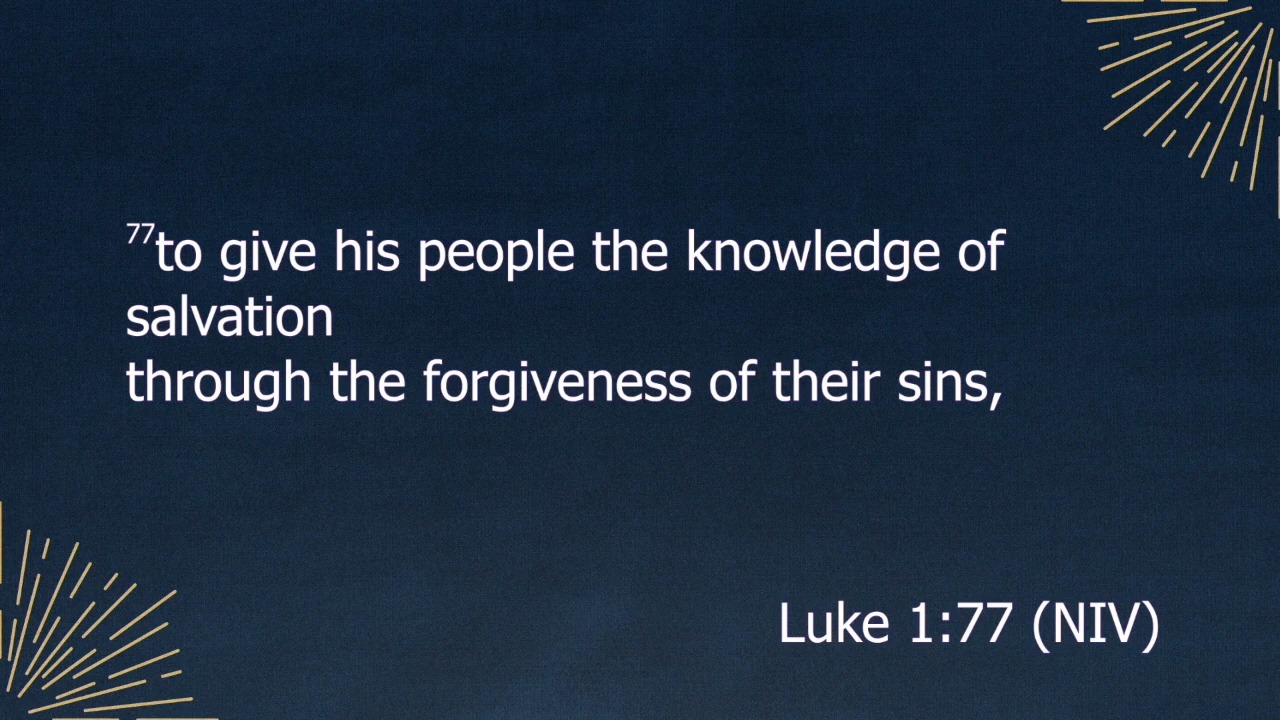 77to give his people the knowledge of
salvation
through the forgiveness of their sins,
Luke 1:77 (NIV)